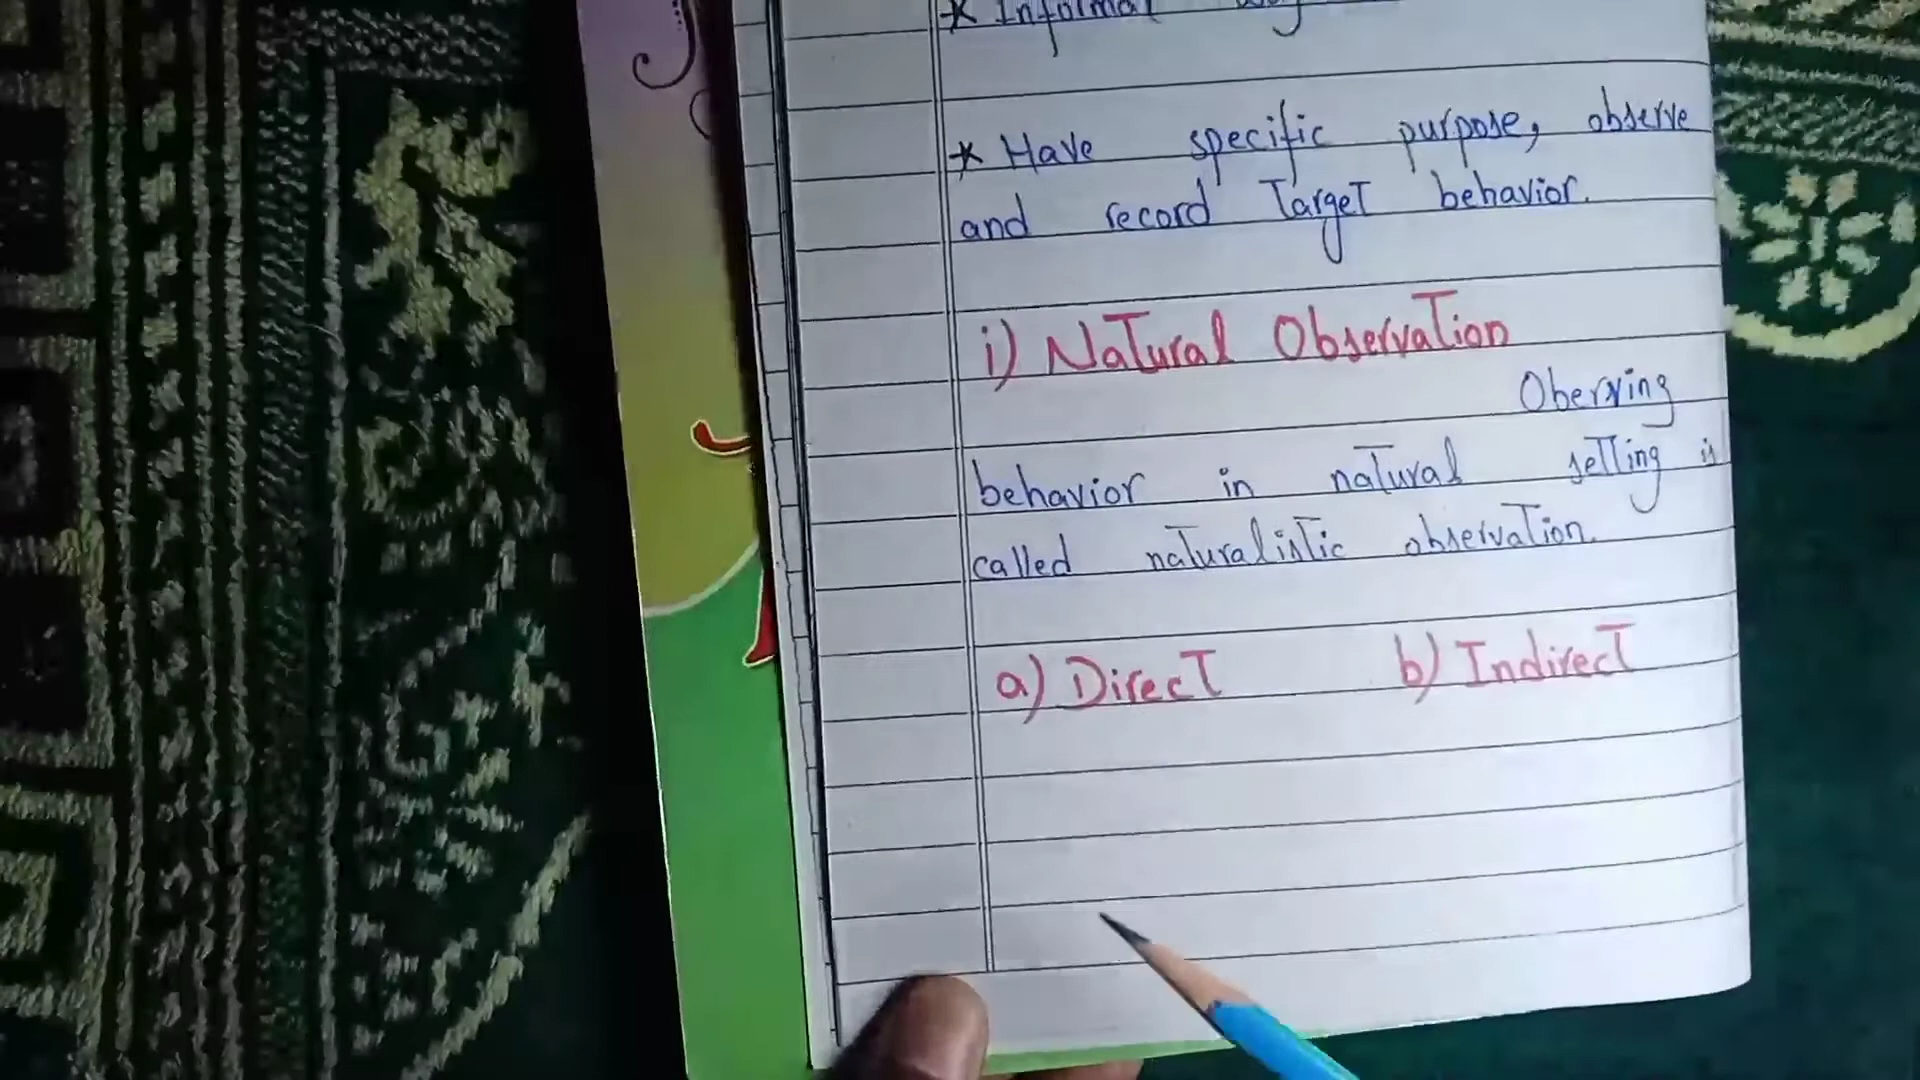 * Informal
* Have specific purpose, observe
and record Target behavior.
i) Natural Observation
Oberving
behavior in natural setting is
called naturalistic observation.
a) Direct b) Indirect